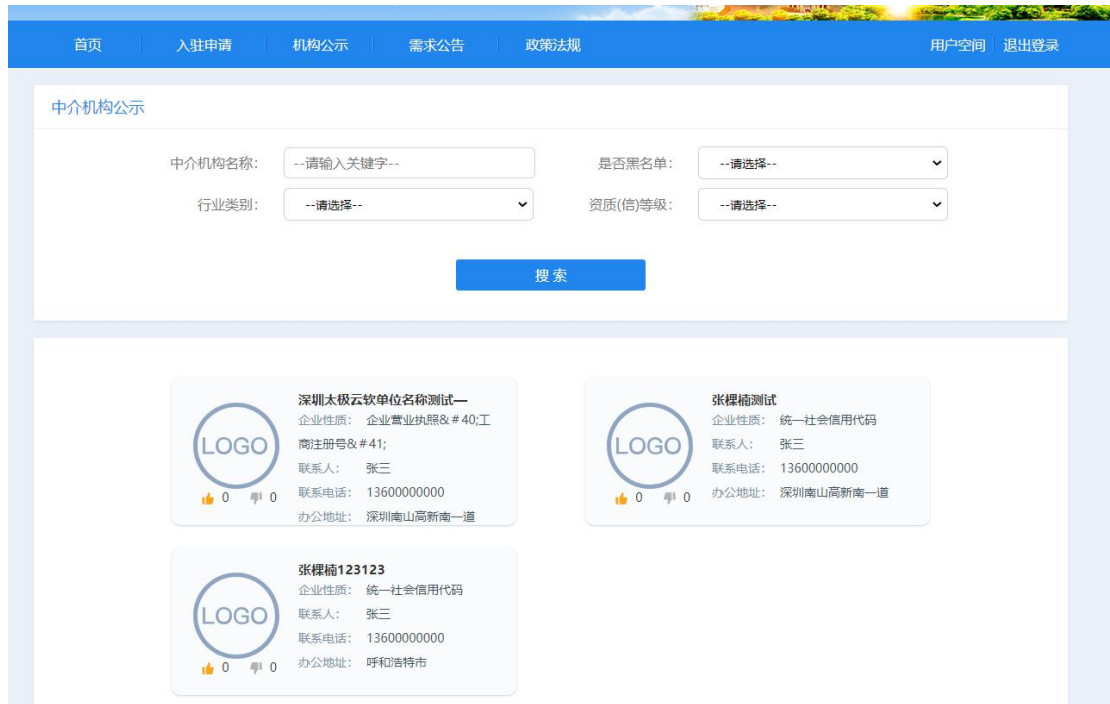 首页 入驻申请 机构公示 需求公告 政策法规 用户空间 退出登录
中介机构公示
中介机构名称： --请输入关键字-- 是否黑名单： --请选择--
行业类别： --请选择-- 资质(信)等级： --请选择--
搜 索
LOGO
0 0
深圳太极云软单位名称测试一
企业性质： 企业营业执照&＃40;工
商注册号&＃41;
联系人： 张三
联系电话： 13600000000
办公地址： 深圳南山高新南一道
LOGO
0 0
张棵楠测试
企业性质： 统一社会信用代码
联系人： 张三
联系电话： 13600000000
办公地址： 深圳南山高新南一道
LOGO
0 0
张棵楠123123
企业性质： 统一社会信用代码
联系人： 张三
联系电话： 13600000000
办公地址： 呼和浩特市